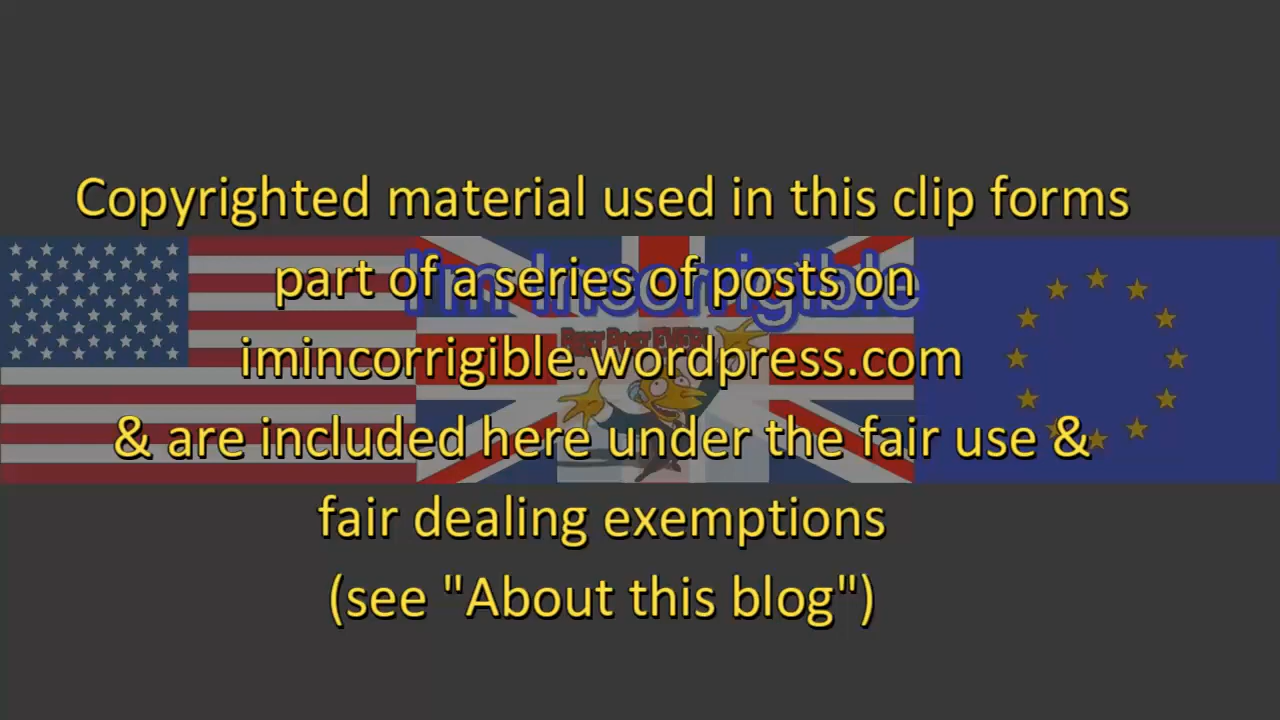 Copyrighted material used in this clip forms
part of a series of posts on
I'm Incorrigible
imincorrigible.wordpress.com
& are included here under the fair use &
fair dealing exemptions
(see "About this blog")